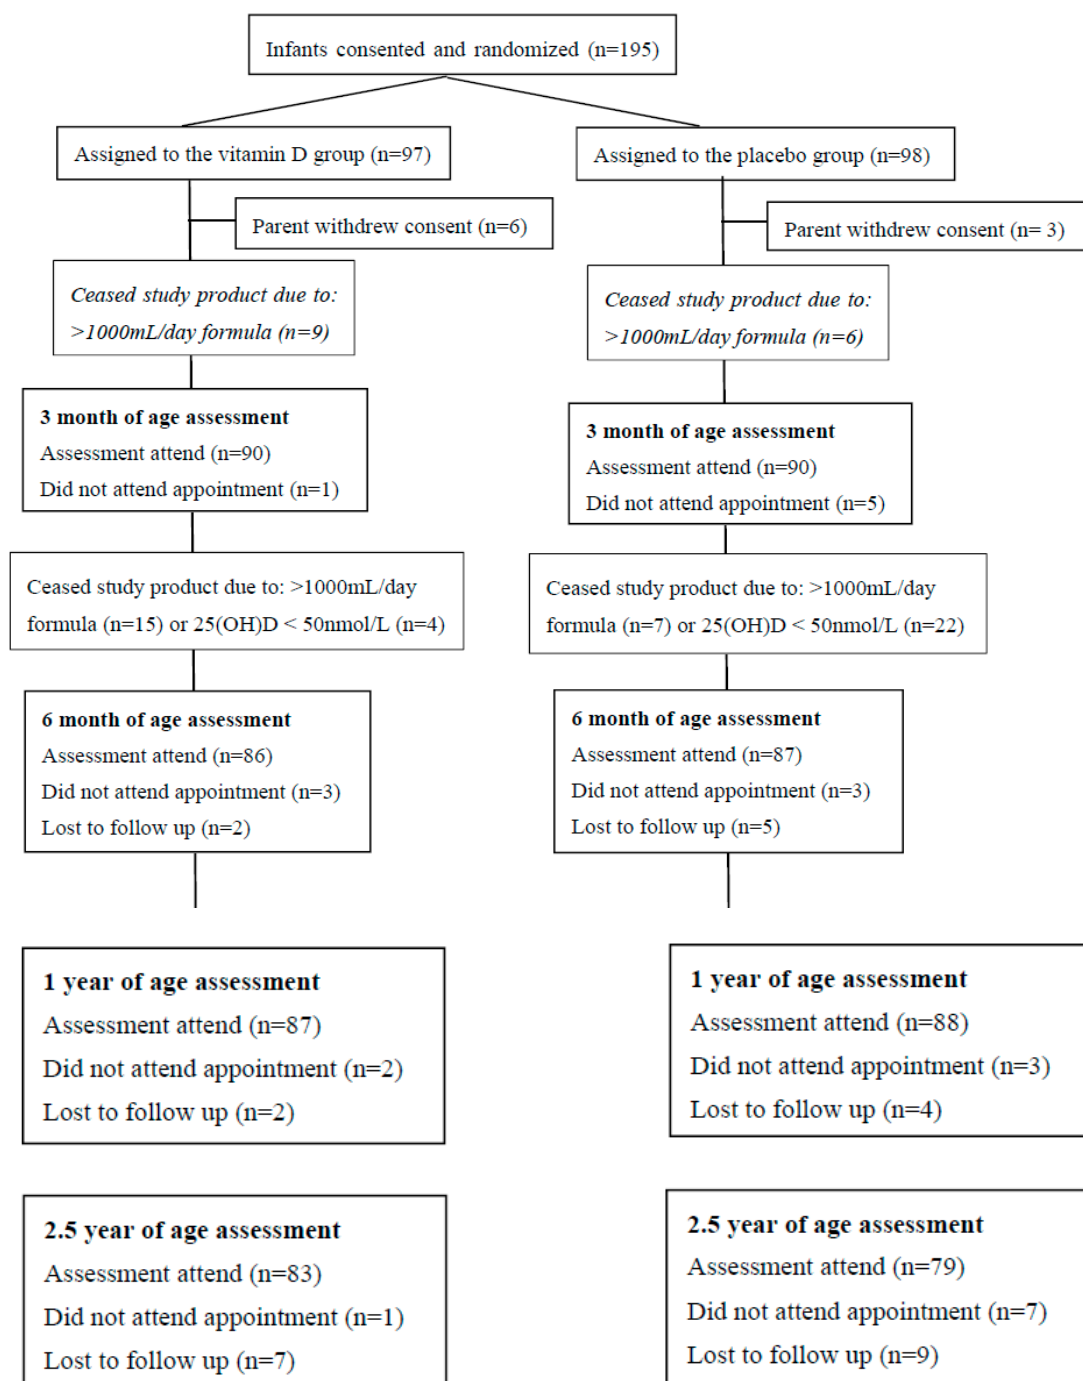 Infants consented and randomized (n=195)
Assigned to the vitamin D group (n=97)
Assigned to the placebo group (n=98)
Parent withdrew consent (n=6)
Parent withdrew consent (n= 3)
Ceased study product due to:
>1000mL/day formula (n=9)
Ceased study product due to:
>1000mL/day formula (n=6)
3 month of age assessment
Assessment attend (n=90)
Did not attend appointment (n=1)
3 month of age assessment
Assessment attend (n=90)
Did not attend appointment (n=5)
Ceased study product due to: >1000mL/day
formula (n=15) or 25(OH)D < 50nmol/L (n=4)
Ceased study product due to: >1000mL/day
formula (n=7) or 25(OH)D < 50nmol/L (n=22)
6 month of age assessment
Assessment attend (n=86)
Did not attend appointment (n=3)
Lost to follow up (n=2)
6 month of age assessment
Assessment attend (n=87)
Did not attend appointment (n=3)
Lost to follow up (n=5)
1 year of age assessment
Assessment attend (n=87)
Did not attend appointment (n=2)
Lost to follow up (n=2)
1 year of age assessment
Assessment attend (n=88)
Did not attend appointment (n=3)
Lost to follow up (n=4)
2.5 year of age assessment
Assessment attend (n=83)
Did not attend appointment (n=1)
Lost to follow up (n=7)
2.5 year of age assessment
Assessment attend (n=79)
Did not attend appointment (n=7)
Lost to follow up (n=9)